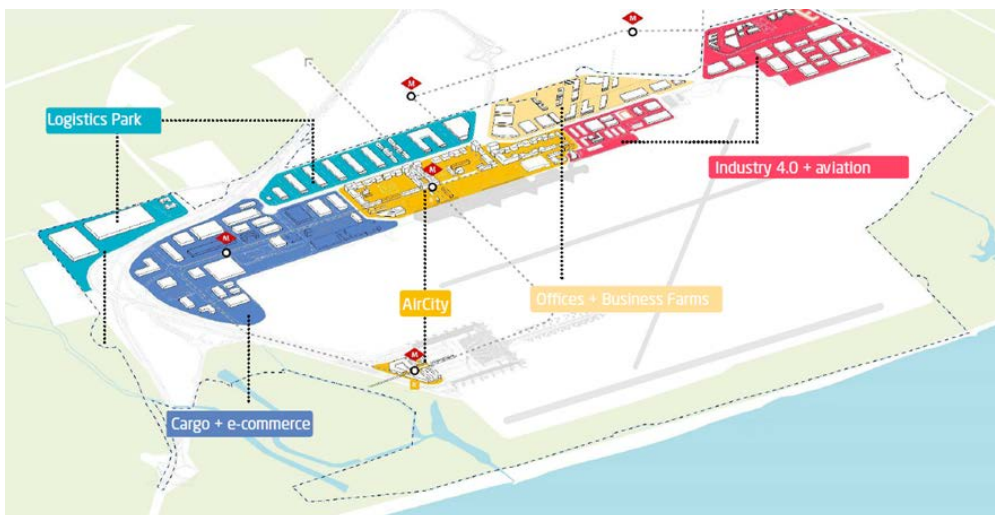 M
M
Logistics Park
M
Industry 4.0 + aviation
M
AirCity
Offices + Business Farms
M
Cargo + e-commerce